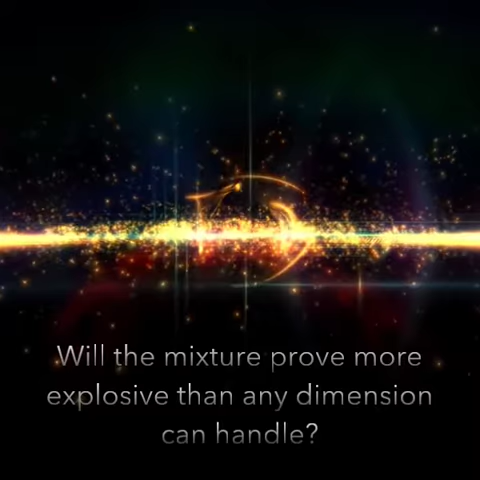 Will the mixture prove more
explosive than any dimension
can handle?